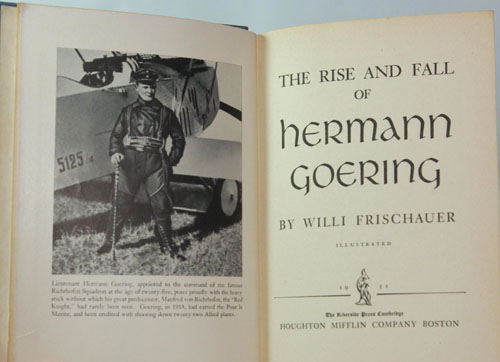 5125/4
Lieutenant Hermann Goering, appointed to the command of the famous
Richthofen Squadron at the age of twenty-five, poses proudly with the heavy
stick without which his great predecessor, Manfred von Richthofen, the "Red
Knight," had rarely been seen. Goering, in 1918, had earned the Pour le
Mérite, and been credited with shooting down twenty-two Allied planes.
THE RISE AND FALL
OF
HERMANN
GOERING
BY WILLI FRISCHAUER
ILLUSTRATED
1951
The Riverside Press Cambridge
HOUGHTON MIFFLIN COMPANY BOSTON